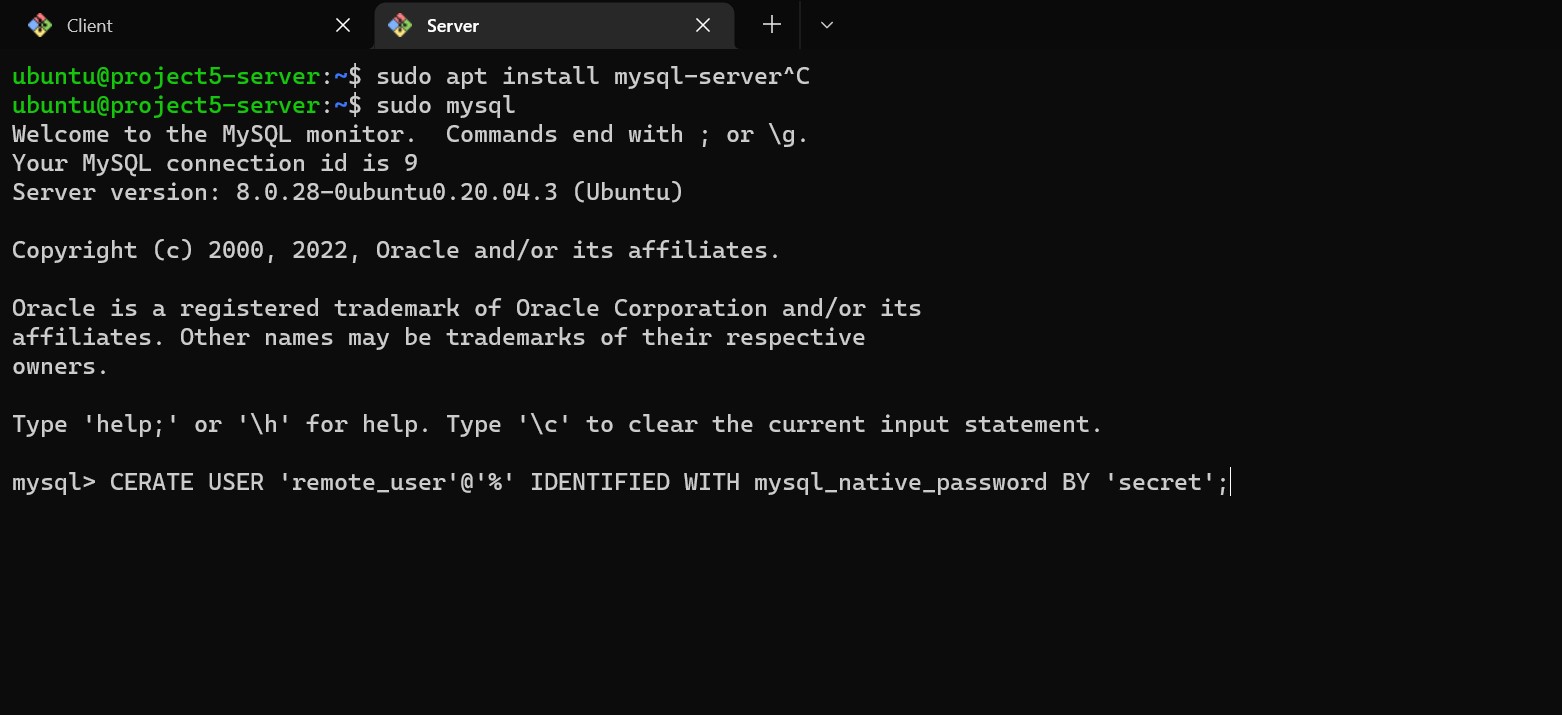 Client
Server
ubuntu@project5-server:~$ sudo apt install mysql-server^C
ubuntu@project5-server:~$ sudo mysql
Welcome to the MySQL monitor.  Commands end with ; or \g.
Your MySQL connection id is 9
Server version: 8.0.28-0ubuntu0.20.04.3 (Ubuntu)
Copyright (c) 2000, 2022, Oracle and/or its affiliates.
Oracle is a registered trademark of Oracle Corporation and/or its
affiliates. Other names may be trademarks of their respective
owners.
Type 'help;' or '\h' for help. Type '\c' to clear the current input statement.
mysql> CERATE USER 'remote_user'@'%' IDENTIFIED WITH mysql_native_password BY 'secret';